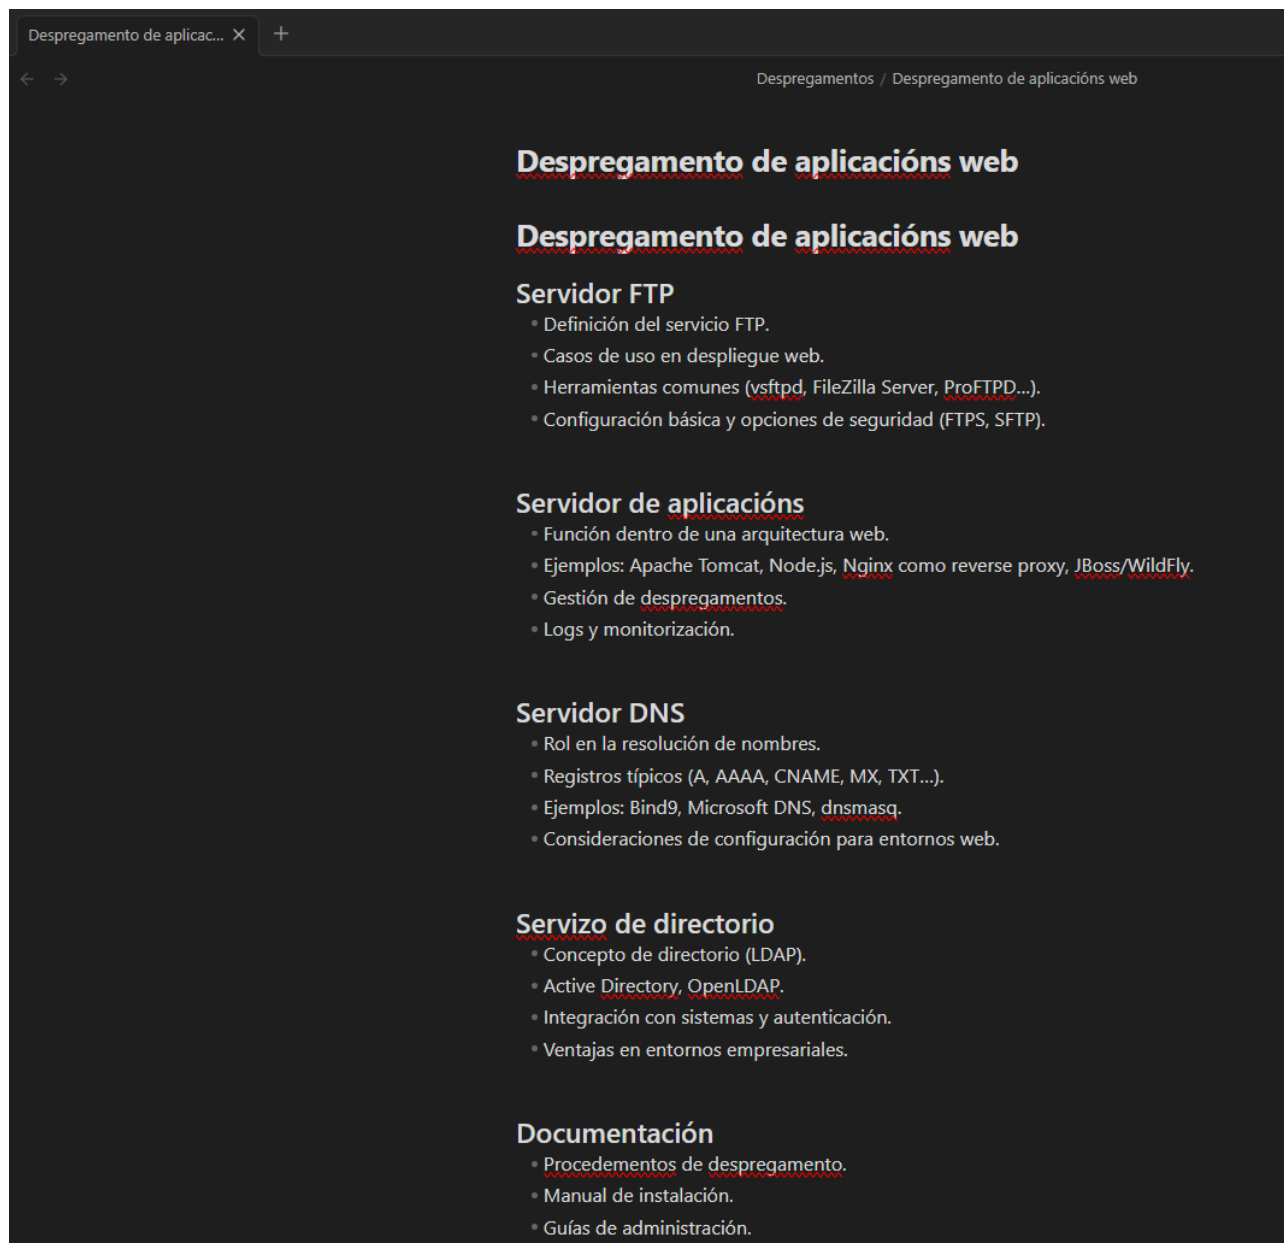 Despregamento de aplicac...
Despregamentos / Despregamento de aplicacións web
Despregamento de aplicacións web
Despregamento de aplicacións web
Servidor FTP
Definición del servicio FTP.
Casos de uso en despliegue web.
Herramientas comunes (vsftpd, FileZilla Server, ProFTPD...).
Configuración básica y opciones de seguridad (FTPS, SFTP).
Servidor de aplicacións
Función dentro de una arquitectura web.
Ejemplos: Apache Tomcat, Node.js, Nginx como reverse proxy, JBoss/WildFly.
Gestión de despregamentos.
Logs y monitorización.
Servidor DNS
Rol en la resolución de nombres.
Registros típicos (A, AAAA, CNAME, MX, TXT...).
Ejemplos: Bind9, Microsoft DNS, dnsmasq.
Consideraciones de configuración para entornos web.
Servizo de directorio
Concepto de directorio (LDAP).
Active Directory, OpenLDAP.
Integración con sistemas y autenticación.
Ventajas en entornos empresariales.
Documentación
Procedementos de despregamento.
Manual de instalación.
Guías de administración.